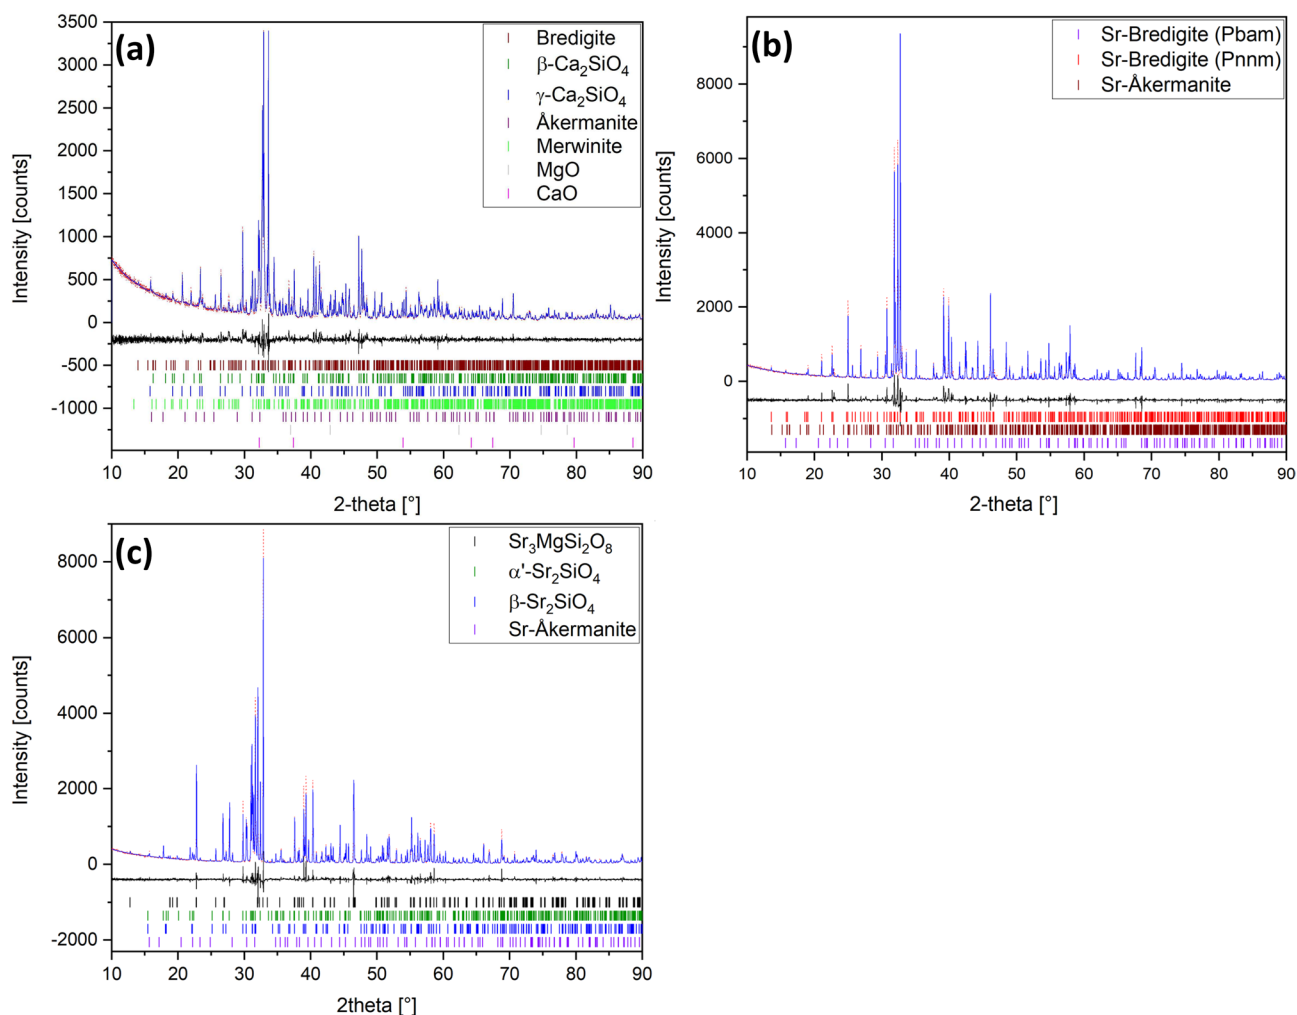 (a)
3500
3000
2500
2000
1500
1000
500
0
-500
-1000
Intensity [counts]
Bredigite
β-Ca₂SiO₄
γ-Ca₂SiO₄
Åkermanite
Merwinite
MgO
CaO
10 20 30 40 50 60 70 80 90
2-theta [°]
(b)
8000
6000
4000
2000
0
Intensity [counts]
Sr-Bredigite (Pbam)
Sr-Bredigite (Pnnm)
Sr-Åkermanite
10 20 30 40 50 60 70 80 90
2-theta [°]
(c)
8000
6000
4000
2000
0
-2000
Intensity [counts]
Sr₃MgSi₂O₈
α'-Sr₂SiO₄
β-Sr₂SiO₄
Sr-Åkermanite
10 20 30 40 50 60 70 80 90
2theta [°]